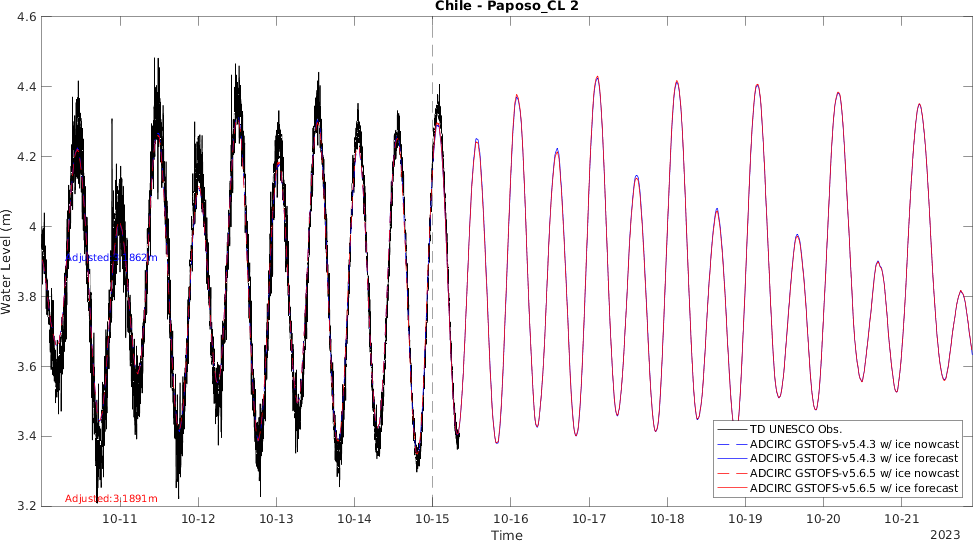 Chile - Paposo_CL 2
4.6
4.4
4.2
4
3.8
3.6
3.4
3.2
Water Level (m)
Adjusted:3.1891m
TD UNESCO Obs.
ADCIRC GSTOFS-v5.4.3 w/ ice nowcast
ADCIRC GSTOFS-v5.4.3 w/ ice forecast
ADCIRC GSTOFS-v5.6.5 w/ ice nowcast
ADCIRC GSTOFS-v5.6.5 w/ ice forecast
10-11 10-12 10-13 10-14 10-15 10-16 10-17 10-18 10-19 10-20 10-21
Time
2023